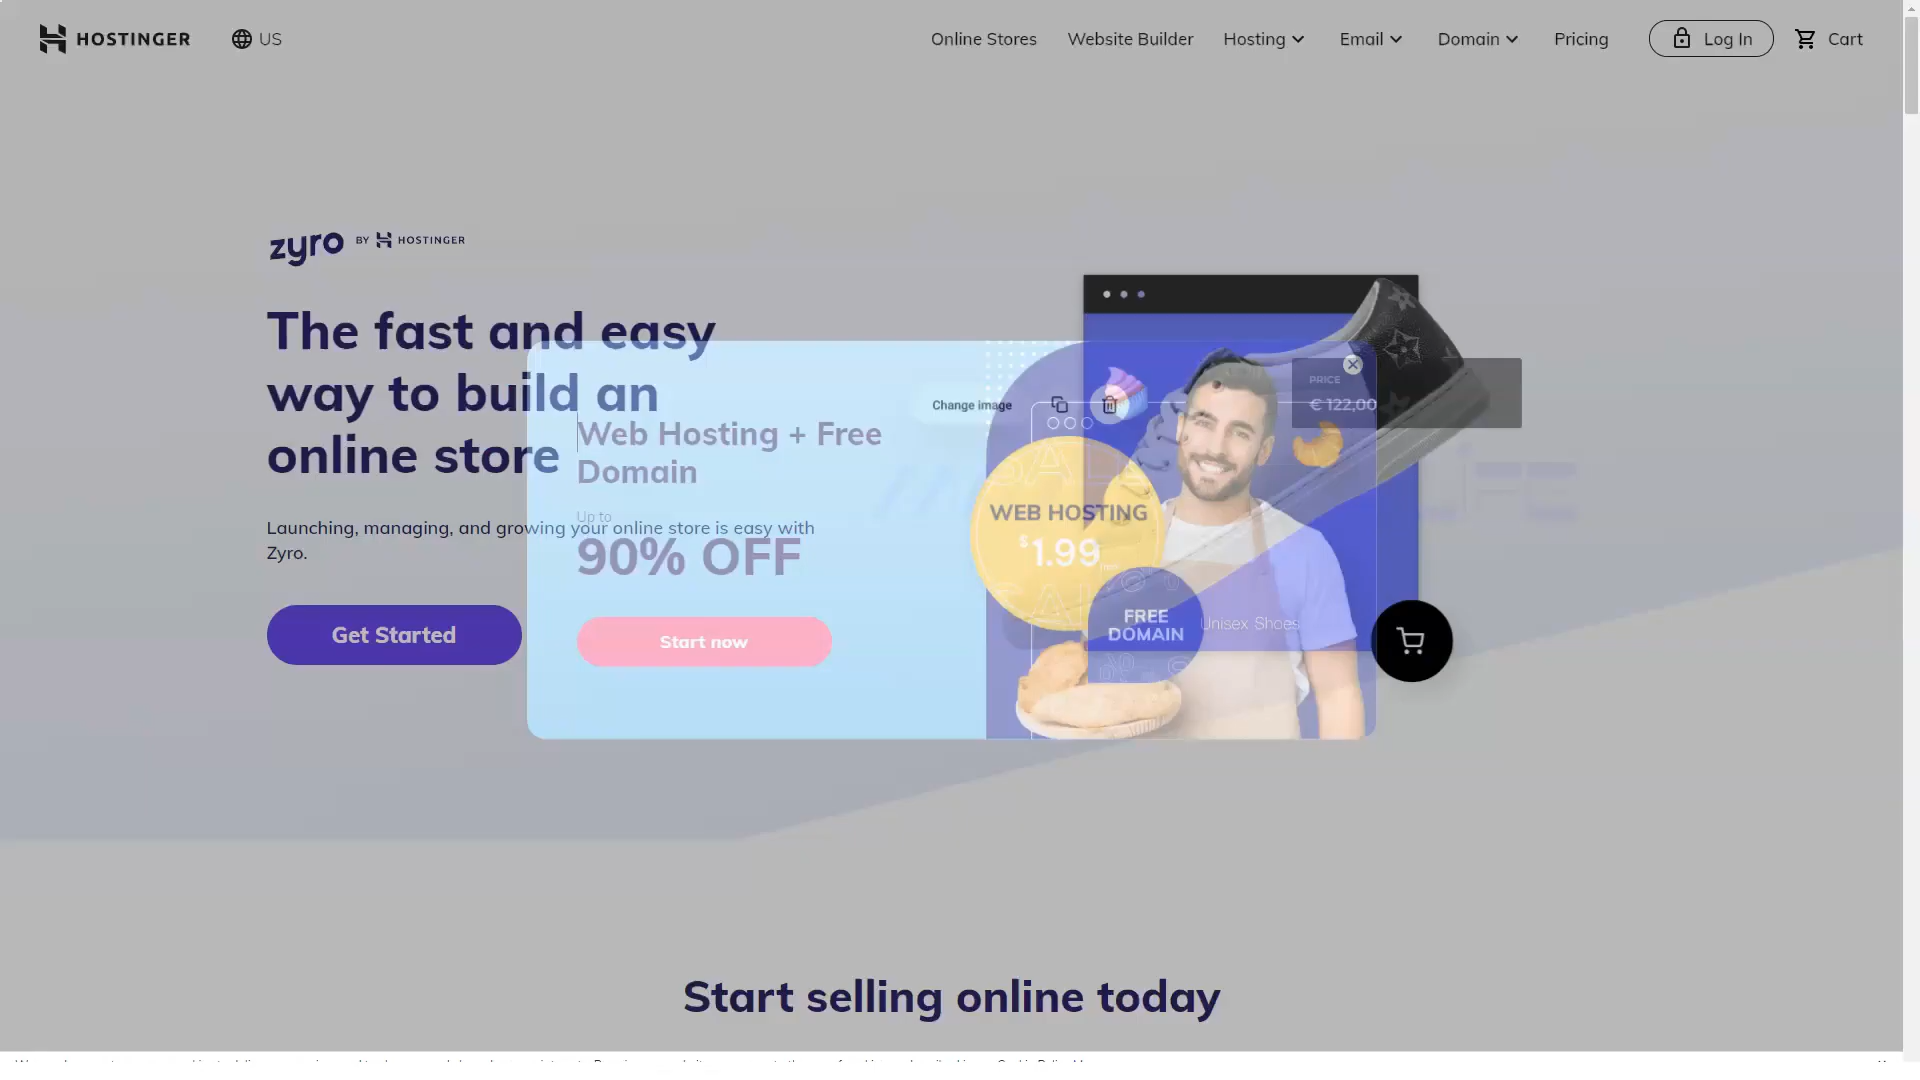 HOSTINGER
US
Online Stores
Website Builder
Hosting
Email
Domain
Pricing
Log In
Cart
zyro BY HOSTINGER
The fast and easy
way to build an
online store
Launching, managing, and growing your online store is easy with
Zyro.
Get Started
Web Hosting + Free
Domain
Up to
90% OFF
Start now
Change image
PRICE
€ 122,00
WEB HOSTING
$1.99
FREE
DOMAIN
Unisex Shoes
Start selling online today